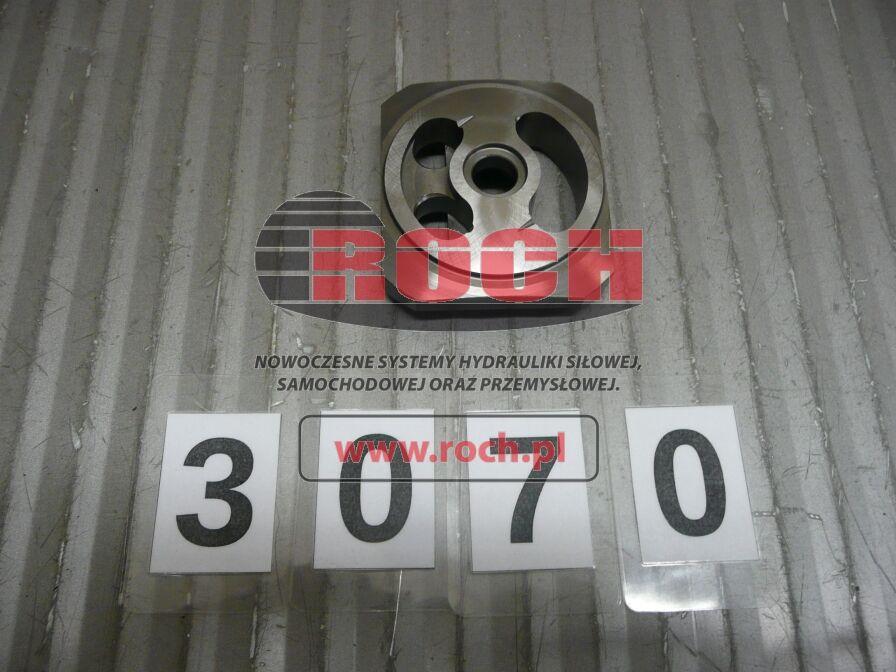 ROCH
NOWOCZESNE SYSTEMY HYDRAULIKI SIŁOWEJ,
SAMOCHODOWEJ ORAZ PRZEMYSŁOWEJ.
www.roch.pl
3070